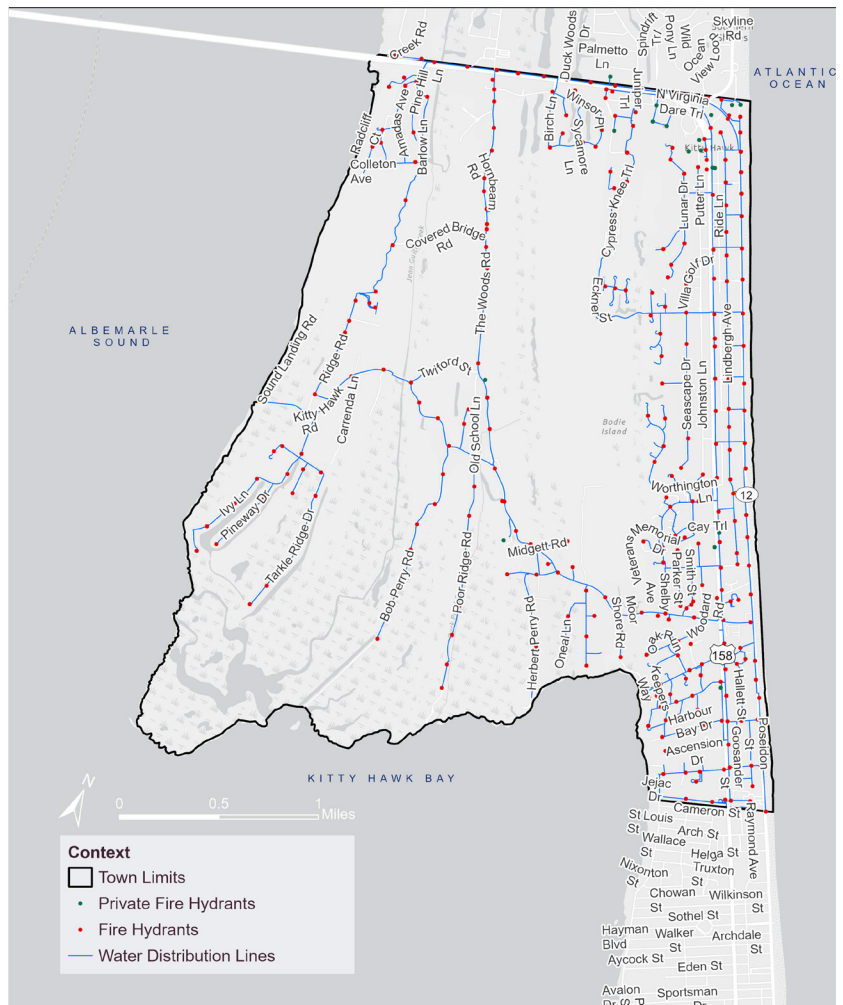 Skyline
Rd
Creek Rd
Duck Woods
Dr
Palmetto
Ln
Spindrift
Trl
Pony Ln
Wild
Ocean
View Loop
ATLANTIC
OCEAN
Ln
Pine Hill
Amadas Ave
Barlow Ln
Radcliff
Ct
Colleton
Ave
Birch Ln
Winsor Pl
Sycamore
Ln
Juniper
Trl
N Virginia
Dare Trl
Kitty Hawk
Hornbeam
Rd
Cypress Knee Trl
Lunar Dr
Putter Ln
Ride Ln
Covered Bridge
Rd
The Woods Rd
Villa Golf Dr
Eckner
St
Lindbergh Ave
ALBEMARLE
SOUND
Sound Landing Rd
Ridge Rd
Twiford St
Kitty Hawk
Rd
Carrenda Ln
Old School Ln
Seascape Dr
Johnston Ln
Bodie
Island
Worthington
Ln
12
Ivy Ln
Pineway Dr
Tarkle Ridge Dr
Cay Trl
Memorial
Dr
Veterans
Midgett Rd
Smith St
Parker St
Shelby
Ave
Bob Perry Rd
Poor Ridge Rd
Herbert Perry Rd
Oneal Ln
Moor
Shore Rd
Woodard
Rd
Oak Run
158
Keepers
Way
Hallett St
Harbour
Bay Dr
Ascension
Dr
Goosander
St
St
Poseidon
KITTY HAWK BAY
Jejac
Dr
Cameron St
Raymond Ave
N
0
0.5
1
Miles
St Louis
St
Arch St
Wallace
St
Helga St
Nixonton
St
Truxton
St
Chowan
St
Wilkinson
St
Sothel St
Hayman
Blvd
Walker
St
Archdale
St
Aycock St
Eden St
Avalon
Dr
Sportsman
Dr
Context
Town Limits
Private Fire Hydrants
Fire Hydrants
Water Distribution Lines